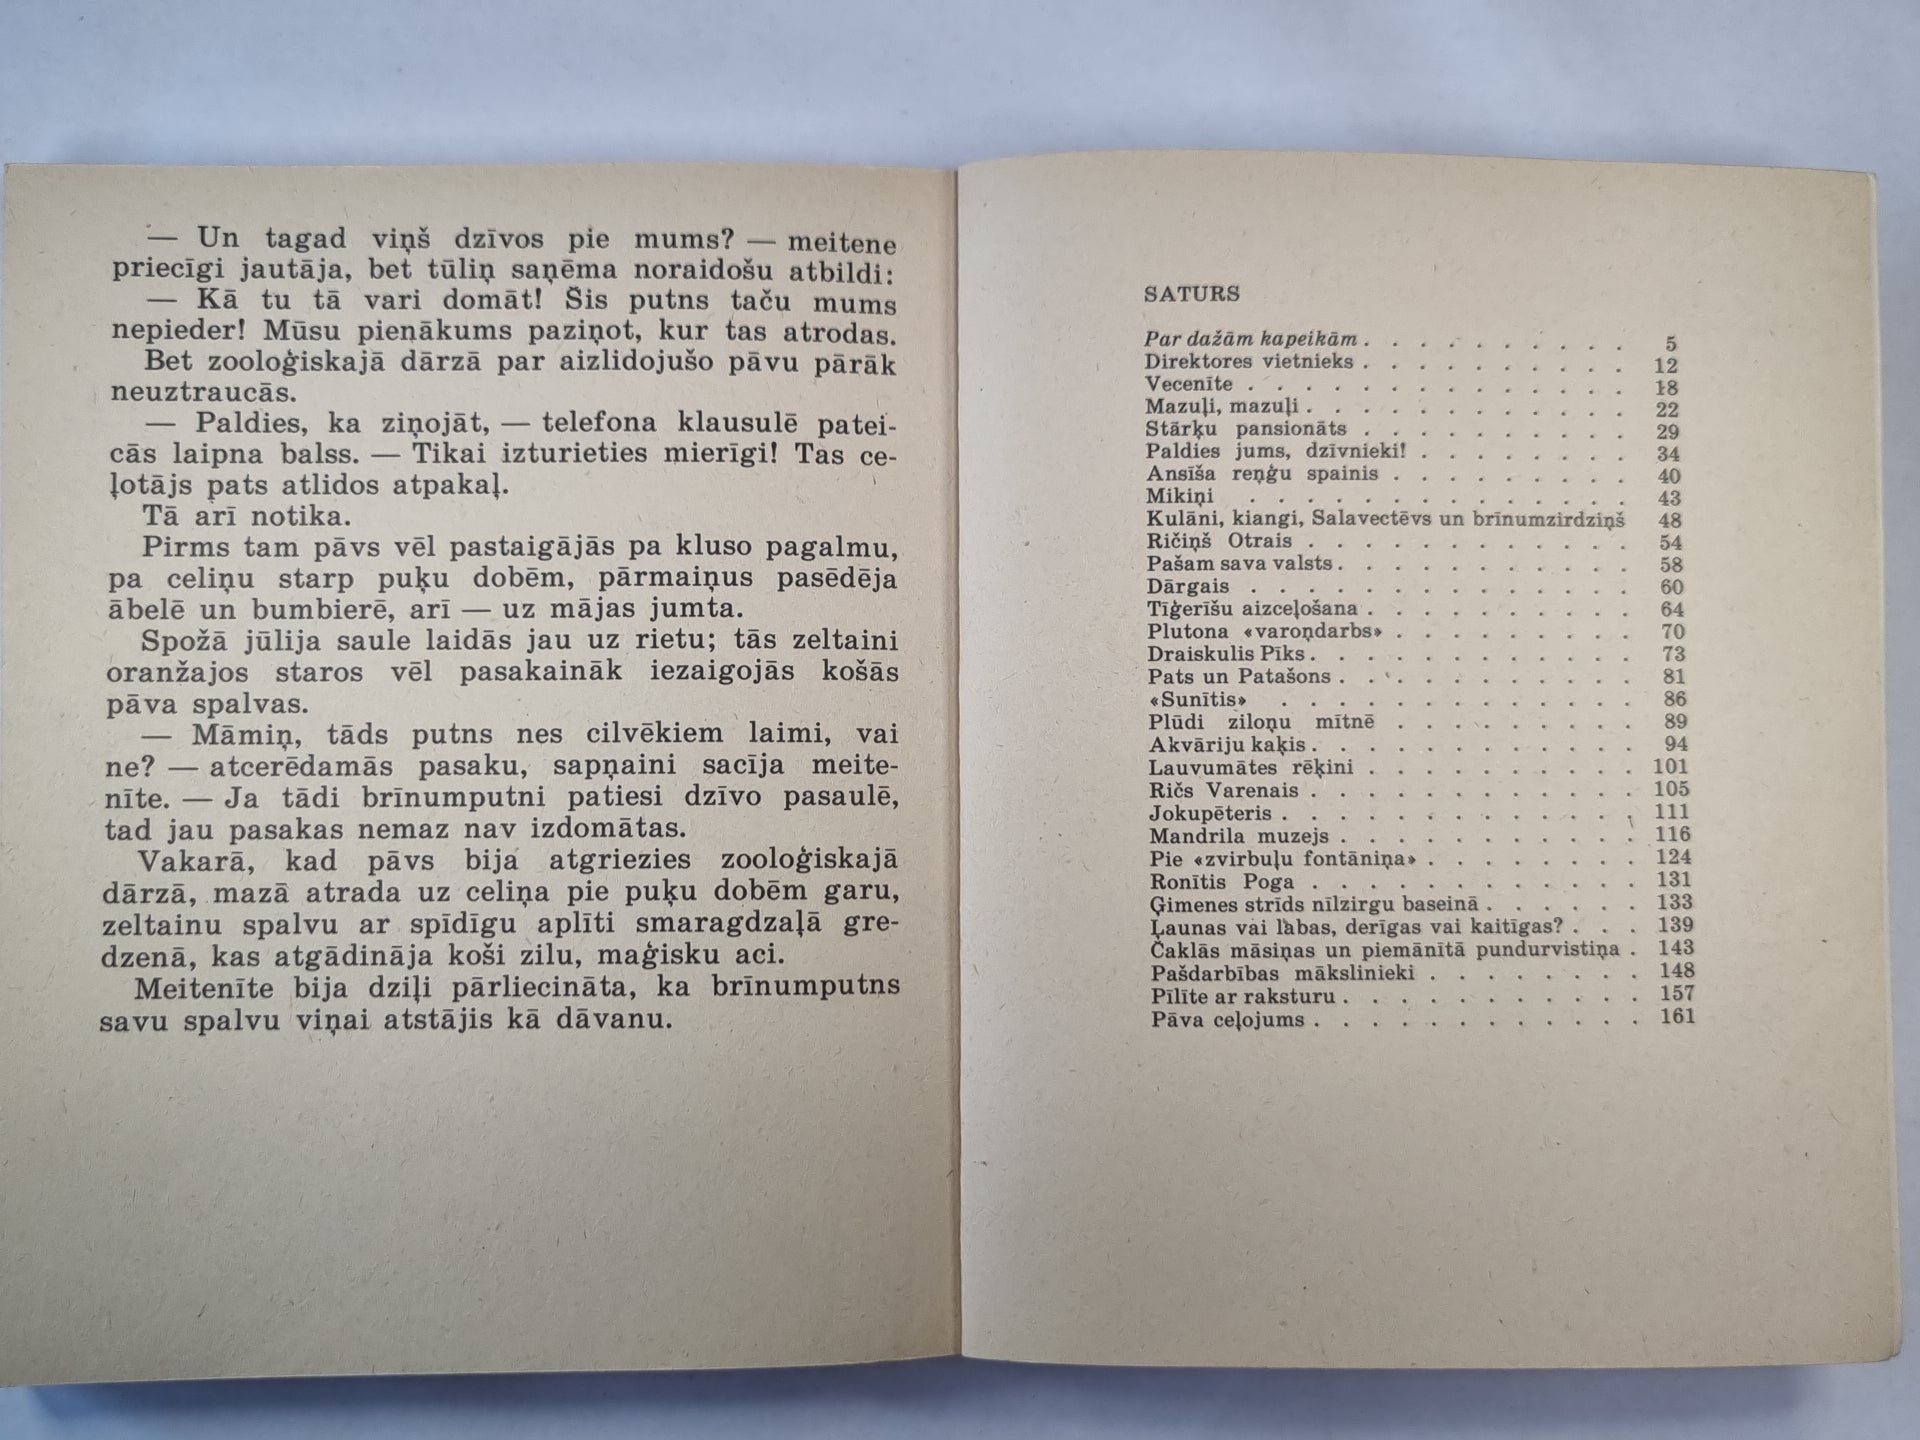 — Un tagad viņš dzīvos pie mums? — meitene
priecīgi jautāja, bet tūliņ saņēma noraidošu atbildi:
— Kā tu tā vari domāt! Šis putns taču mums
nepieder! Mūsu pienākums paziņot, kur tas atrodas.
Bet zooloģiskajā dārzā par aizlidojušo pāvu pārāk
neuztraucās.
— Paldies, ka ziņojāt, — telefona klausulē patei-
cās laipna balss. — Tikai izturieties mierīgi! Tas ce-
ļotājs pats atlidos atpakaļ.
Tā arī notika.
Pirms tam pāvs vēl pastaigājās pa kluso pagalmu,
pa celiņu starp puķu dobēm, pārmaiņus pasēdēja
ābelē un bumbierē, arī — uz mājas jumta.
Spožā jūlija saule laidās jau uz rietu; tās zeltaini
oranžajos staros vēl pasakaināk iezaigojās košās
pāva spalvas.
— Māmiņ, tāds putns nes cilvēkiem laimi, vai
ne? — atcerēdamās pasaku, sapņaini sacīja meite-
nīte. — Ja tādi brīnumputni patiesi dzīvo pasaulē,
tad jau pasakas nemaz nav izdomātas.
Vakarā, kad pāvs bija atgriezies zooloģiskajā
dārzā, mazā atrada uz celiņa pie puķu dobēm garu,
zeltainu spalvu ar spīdīgu aplīti smaragdzaļā gre-
dzenā, kas atgādināja koši zilu, maģisku aci.
Meitenīte bija dziļi pārliecināta, ka brīnumputns
savu spalvu viņai atstājis kā dāvanu.
SATURS
Par dažām kapeikām . . . . . . . . . . 5
Direktores vietnieks . . . . . . . . . . 12
Vecenīte . . . . . . . . . . . . . 18
Mazuļi, mazuļi . . . . . . . . . . . 22
Stārķu pansionāts . . . . . . . . . . 29
Paldies jums, dzīvnieki! . . . . . . . . 34
Ansīša reņģu spainis . . . . . . . . . 40
Mikiņi . . . . . . . . . . . . . 43
Kulāni, kiangi, Salavectēvs un brīnumzirdziņš 48
Ričiņš Otrais . . . . . . . . . . . 54
Pašam sava valsts . . . . . . . . . . 58
Dārgais . . . . . . . . . . . . . 60
Tīģerīšu aizceļošana . . . . . . . . . 64
Plutona «varoņdarbs» . . . . . . . . . 70
Draiskulis Pīks . . . . . . . . . . . 73
Pats un Patašons . . . . . . . . . . 81
«Sunītis» . . . . . . . . . . . . 86
Plūdi ziloņu mītnē . . . . . . . . . 89
Akvāriju kaķis . . . . . . . . . . . 94
Lauvumātes rēķini . . . . . . . . . 101
Ričs Varenais . . . . . . . . . . . 105
Jokupēteris . . . . . . . . . . . . 111
Mandrila muzejs . . . . . . . . . . 116
Pie «zvirbuļu fontāniņa» . . . . . . . . 124
Ronītis Poga . . . . . . . . . . . 131
Ģimenes strīds nīlzirgu baseinā . . . . . . 133
Ļaunas vai labas, derīgas vai kaitīgas? . . . 139
Čaklās māsiņas un piemānītā pundurvistiņa . 143
Pašdarbības mākslinieki . . . . . . . . 148
Pīlīte ar raksturu . . . . . . . . . . 157
Pāva ceļojums . . . . . . . . . . . 161